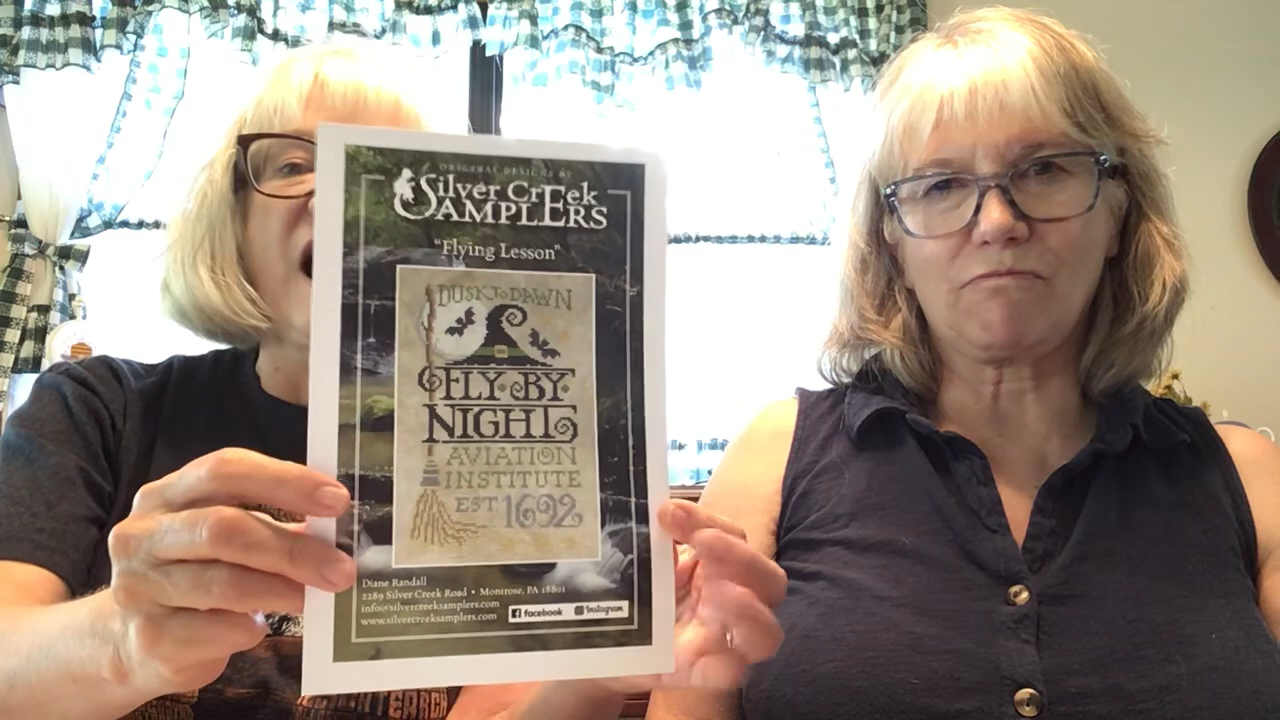 ORIGINAL DESIGNS BY
Silver CrEek
SAMPLERS
"Flying Lesson"
DUSK TO DAWN
FLY BY
NIGHT
AVIATION
INSTITUTE
EST 1692
Diane Randall
2289 Silver Creek Road • Montrose, PA 18801
info@silvercreeksamplers.com
www.silvercreeksamplers.com
facebook
Instagram